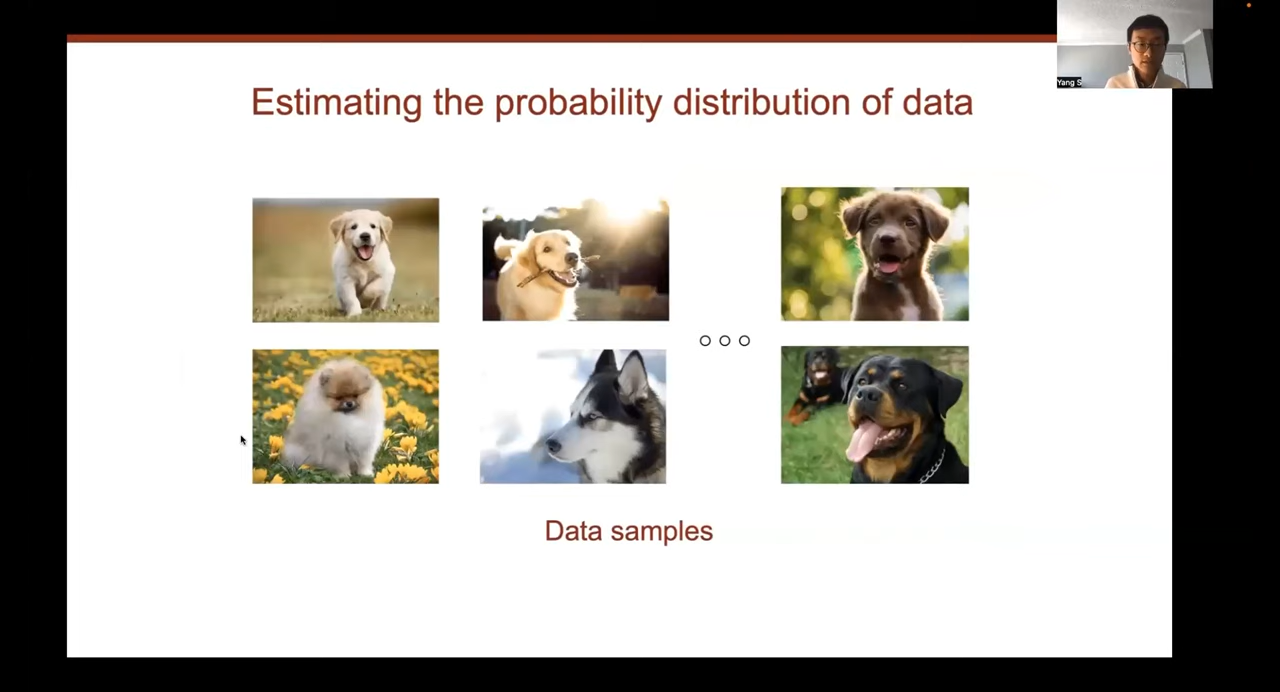 Yang S
Estimating the probability distribution of data
Data samples